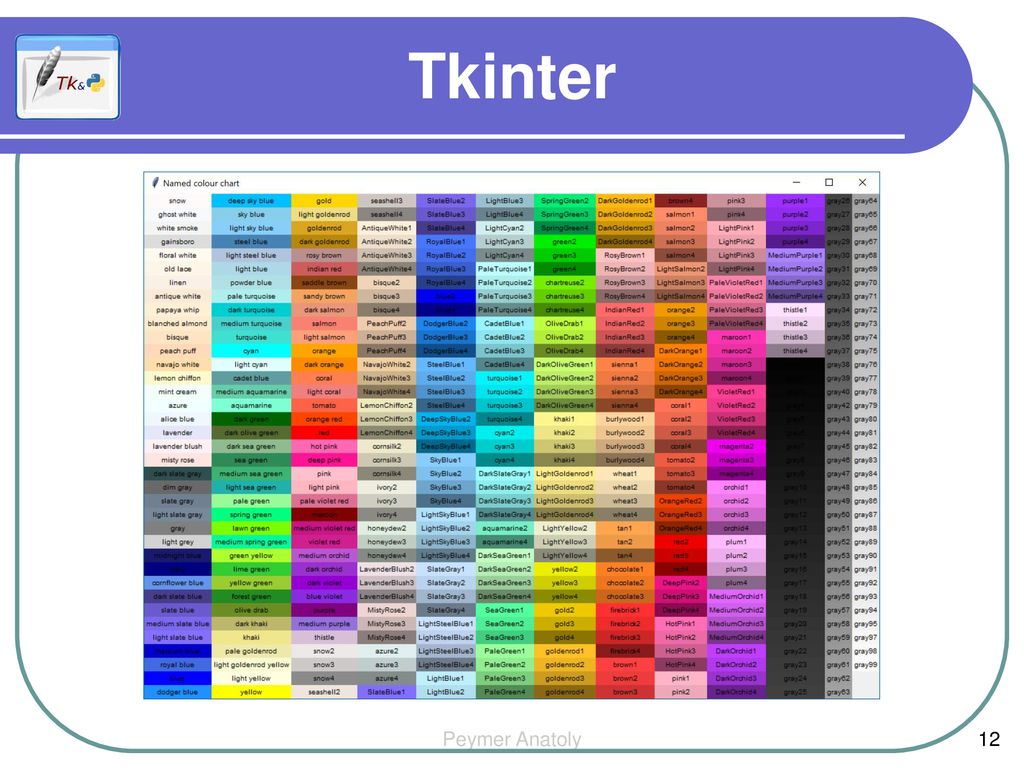 Tk&
Tkinter
Named colour chart
snow deep sky blue gold seashell3 SlateBlue2 LightBlue3 SpringGreen2 DarkGoldenrod1 brown4 pink3 purple1 gray26 gray64
ghost white sky blue light goldenrod seashell4 SlateBlue3 LightBlue4 SpringGreen3 DarkGoldenrod2 salmon1 pink4 purple2 gray27 gray65
white smoke light sky blue goldenrod AntiqueWhite1 SlateBlue4 LightCyan2 SpringGreen4 DarkGoldenrod3 salmon2 LightPink1 purple3 gray28 gray66
gainsboro steel blue dark goldenrod AntiqueWhite2 RoyalBlue1 LightCyan3 green2 DarkGoldenrod4 salmon3 LightPink2 purple4 gray29 gray67
floral white light steel blue rosy brown AntiqueWhite3 RoyalBlue2 LightCyan4 green3 RosyBrown1 salmon4 LightPink3 MediumPurple1 gray30 gray68
old lace light blue indian red AntiqueWhite4 RoyalBlue3 PaleTurquoise1 green4 RosyBrown2 LightSalmon2 LightPink4 MediumPurple2 gray31 gray69
linen powder blue saddle brown bisque2 RoyalBlue4 PaleTurquoise2 chartreuse2 RosyBrown3 LightSalmon3 PaleVioletRed1 MediumPurple3 gray32 gray70
antique white pale turquoise sandy brown bisque3 blue2 PaleTurquoise3 chartreuse3 RosyBrown4 LightSalmon4 PaleVioletRed2 MediumPurple4 gray33 gray71
papaya whip dark turquoise dark salmon bisque4 PaleTurquoise4 chartreuse4 IndianRed1 orange2 PaleVioletRed3 thistle1 gray34 gray72
blanched almond medium turquoise salmon PeachPuff2 DodgerBlue2 CadetBlue1 OliveDrab1 IndianRed2 orange3 PaleVioletRed4 thistle2 gray35 gray73
bisque turquoise light salmon PeachPuff3 DodgerBlue3 CadetBlue2 OliveDrab2 IndianRed3 orange4 maroon1 thistle3 gray36 gray74
peach puff cyan orange PeachPuff4 DodgerBlue4 CadetBlue3 OliveDrab4 IndianRed4 DarkOrange1 maroon2 thistle4 gray37 gray75
navajo white light cyan dark orange NavajoWhite2 SteelBlue1 CadetBlue4 DarkOliveGreen1 sienna1 DarkOrange2 maroon3 gray38 gray76
lemon chiffon cadet blue coral NavajoWhite3 SteelBlue2 turquoise1 DarkOliveGreen2 sienna2 DarkOrange3 maroon4 gray39 gray77
mint cream medium aquamarine light coral NavajoWhite4 SteelBlue3 turquoise2 DarkOliveGreen3 sienna3 DarkOrange4 VioletRed1 gray40 gray78
azure aquamarine tomato LemonChiffon2 SteelBlue4 turquoise3 DarkOliveGreen4 sienna4 coral1 VioletRed2 gray42 gray79
alice blue dark green orange red LemonChiffon3 DeepSkyBlue2 turquoise4 khaki1 burlywood1 coral2 VioletRed3 gray43 gray80
lavender dark olive green red LemonChiffon4 DeepSkyBlue3 cyan2 khaki2 burlywood2 coral3 VioletRed4 gray44 gray81
lavender blush dark sea green hot pink cornsilk2 DeepSkyBlue4 cyan3 khaki3 burlywood3 coral4 magenta2 gray45 gray82
misty rose sea green deep pink cornsilk3 SkyBlue1 cyan4 khaki4 burlywood4 tomato2 magenta3 gray46 gray83
dark slate gray medium sea green pink cornsilk4 SkyBlue2 DarkSlateGray1 LightGoldenrod1 wheat1 tomato3 magenta4 gray9 gray47 gray84
dim gray light sea green light pink ivory2 SkyBlue3 DarkSlateGray2 LightGoldenrod2 wheat2 tomato4 orchid1 gray10 gray48 gray85
slate gray pale green pale violet red ivory3 SkyBlue4 DarkSlateGray3 LightGoldenrod3 wheat3 OrangeRed2 orchid2 gray11 gray49 gray86
light slate gray spring green maroon ivory4 LightSkyBlue1 DarkSlateGray4 LightGoldenrod4 wheat4 OrangeRed3 orchid3 gray12 gray50 gray87
gray lawn green medium violet red honeydew2 LightSkyBlue2 aquamarine2 LightYellow2 tan1 OrangeRed4 orchid4 gray13 gray51 gray88
light grey medium spring green violet red honeydew3 LightSkyBlue3 aquamarine4 LightYellow3 tan2 red2 plum1 gray14 gray52 gray89
midnight blue green yellow medium orchid honeydew4 LightSkyBlue4 DarkSeaGreen1 LightYellow4 tan4 red3 plum2 gray15 gray53 gray90
lime green dark orchid LavenderBlush2 SlateGray1 DarkSeaGreen2 yellow2 chocolate1 red4 plum3 gray16 gray54 gray91
cornflower blue yellow green dark violet LavenderBlush3 SlateGray2 DarkSeaGreen3 yellow3 chocolate2 DeepPink2 plum4 gray17 gray55 gray92
dark slate blue forest green blue violet LavenderBlush4 SlateGray3 DarkSeaGreen4 yellow4 chocolate3 DeepPink3 MediumOrchid1 gray18 gray56 gray93
slate blue olive drab purple MistyRose2 SlateGray4 SeaGreen1 gold2 firebrick1 DeepPink4 MediumOrchid2 gray19 gray57 gray94
medium slate blue dark khaki medium purple MistyRose3 LightSteelBlue1 SeaGreen2 gold3 firebrick2 HotPink1 MediumOrchid3 gray20 gray58 gray95
light slate blue khaki thistle MistyRose4 LightSteelBlue2 SeaGreen3 gold4 firebrick3 HotPink2 MediumOrchid4 gray21 gray59 gray97
medium blue pale goldenrod snow2 azure2 LightSteelBlue3 PaleGreen1 goldenrod1 firebrick4 HotPink3 DarkOrchid1 gray22 gray60 gray98
royal blue light goldenrod yellow snow3 azure3 LightSteelBlue4 PaleGreen2 goldenrod2 brown1 HotPink4 DarkOrchid2 gray23 gray61 gray99
blue light yellow snow4 azure4 LightBlue1 PaleGreen3 goldenrod3 brown2 pink1 DarkOrchid3 gray24 gray62
dodger blue yellow seashell2 SlateBlue1 LightBlue2 PaleGreen4 goldenrod4 brown3 pink2 DarkOrchid4 gray25 gray63
Peymer Anatoly
12